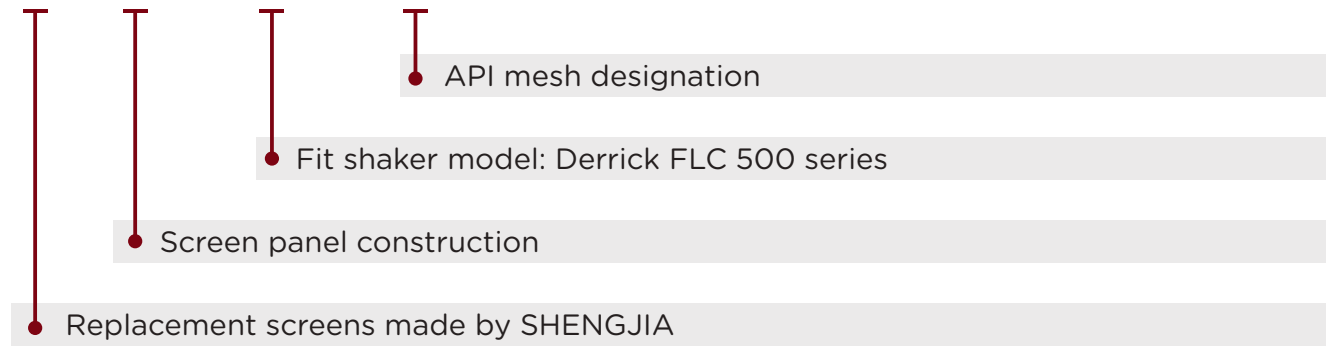 API mesh designation
Fit shaker model: Derrick FLC 500 series
Screen panel construction
Replacement screens made by SHENGJIA